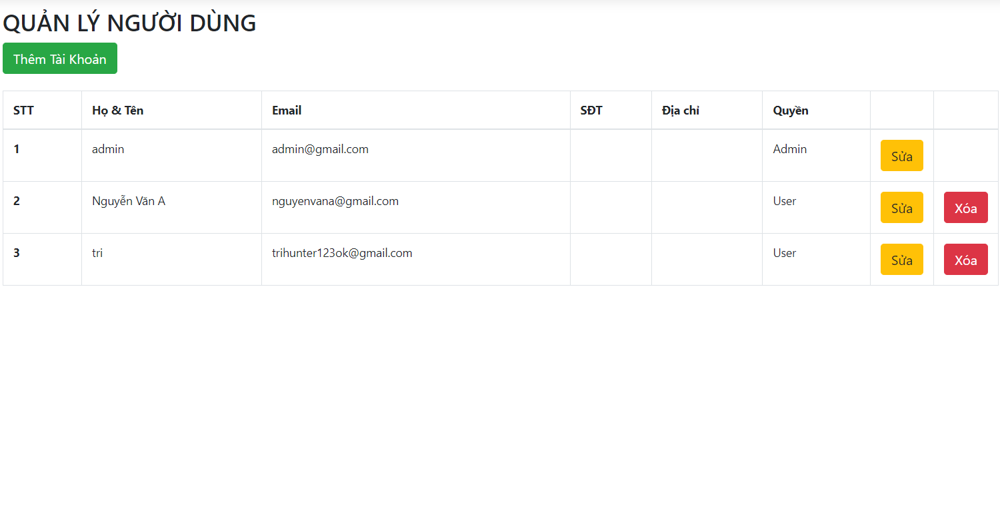 QUẢN LÝ NGƯỜI DÙNG
Thêm Tài Khoản
STT Họ & Tên Email SĐT Địa chỉ Quyền
1 admin admin@gmail.com Admin Sửa
2 Nguyễn Văn A nguyenvana@gmail.com User Sửa Xóa
3 tri trihunter123ok@gmail.com User Sửa Xóa